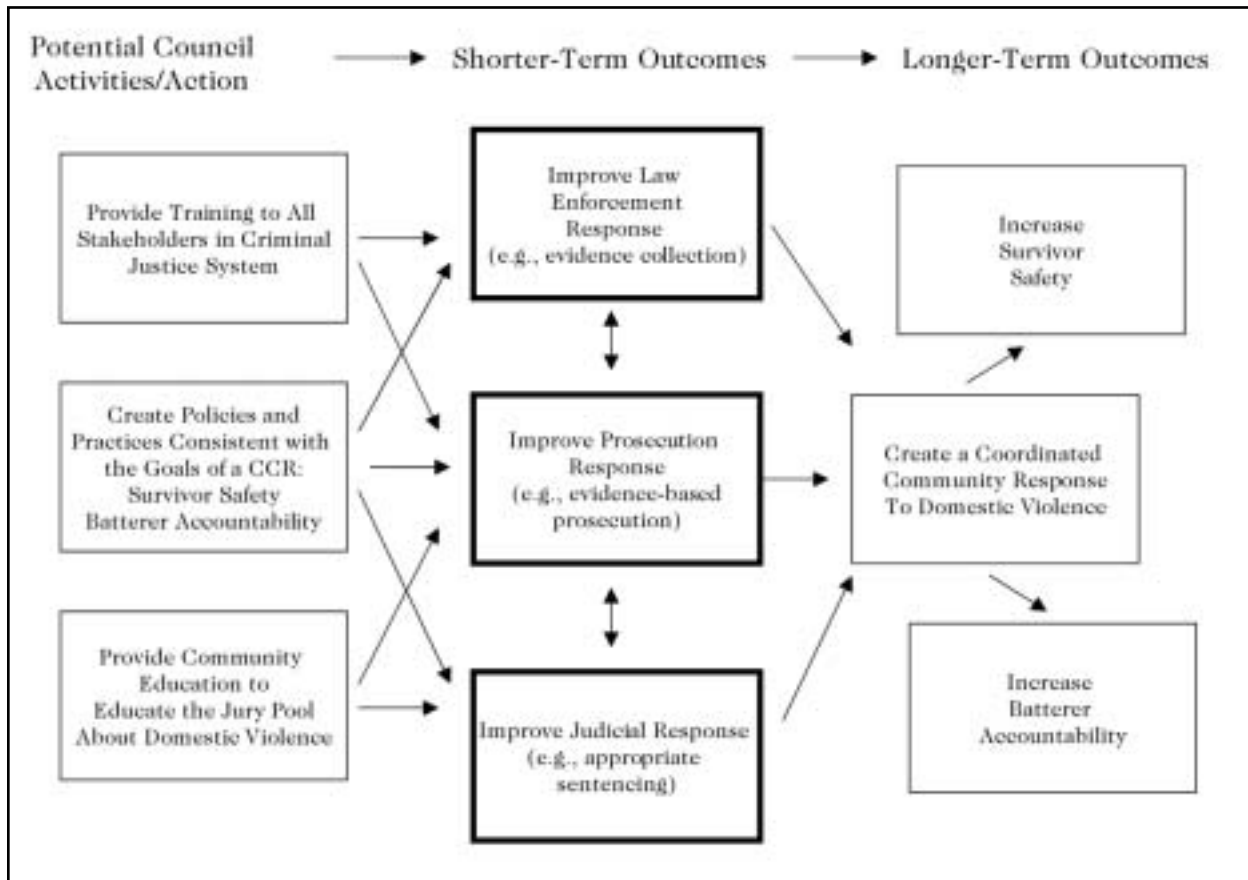 Potential Council
Activities/Action
Shorter-Term Outcomes
Longer-Term Outcomes
Provide Training to All
Stakeholders in Criminal
Justice System
Create Policies and
Practices Consistent with
the Goals of a CCR:
Survivor Safety
Batterer Accountability
Provide Community
Education to
Educate the Jury Pool
About Domestic Violence
Improve Law
Enforcement
Response
(e.g., evidence collection)
Improve Prosecution
Response
(e.g., evidence-based
prosecution)
Improve Judicial Response
(e.g., appropriate
sentencing)
Increase
Survivor
Safety
Create a Coordinated
Community Response
To Domestic Violence
Increase
Batterer
Accountability